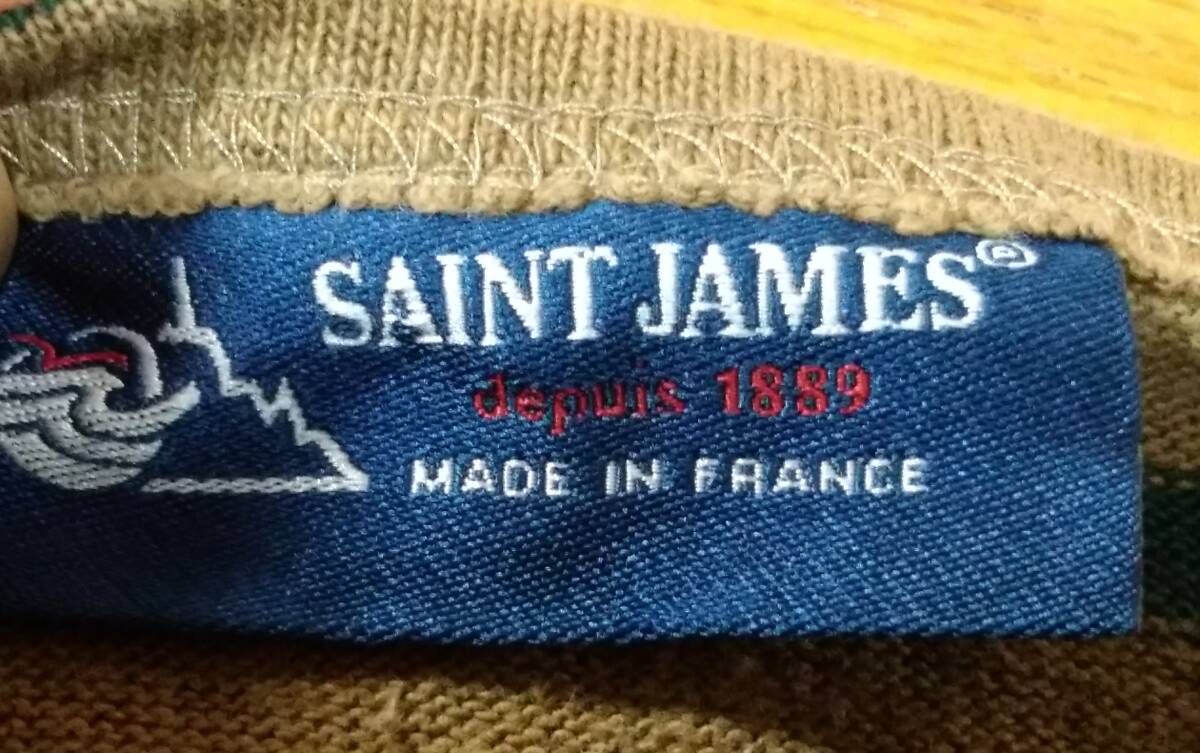 SAINT JAMES®
depuis 1889
MADE IN FRANCE